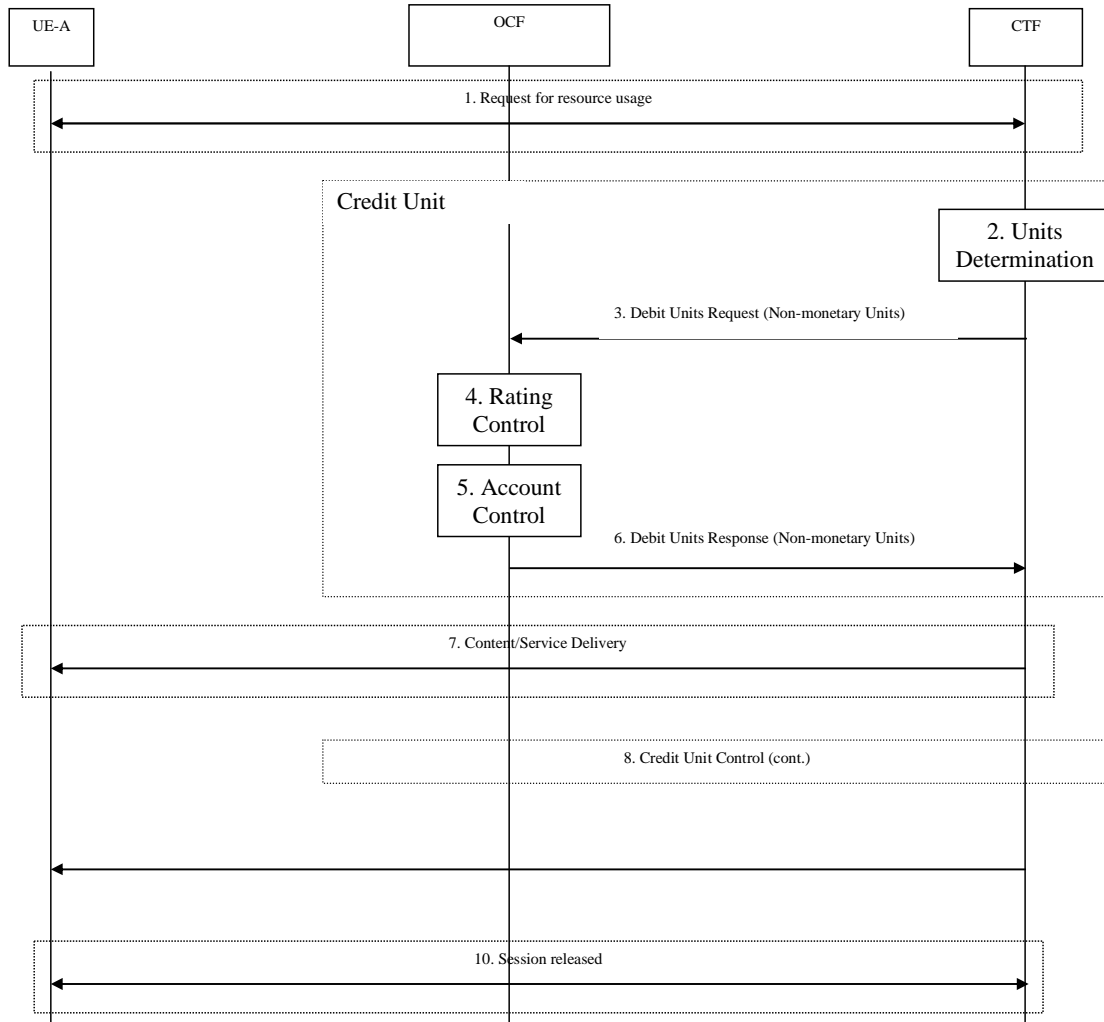 UE-A
OCF
CTF
1. Request for resource usage
Credit Unit
2. Units
Determination
3. Debit Units Request (Non-monetary Units)
4. Rating
Control
5. Account
Control
6. Debit Units Response (Non-monetary Units)
7. Content/Service Delivery
8. Credit Unit Control (cont.)
10. Session released